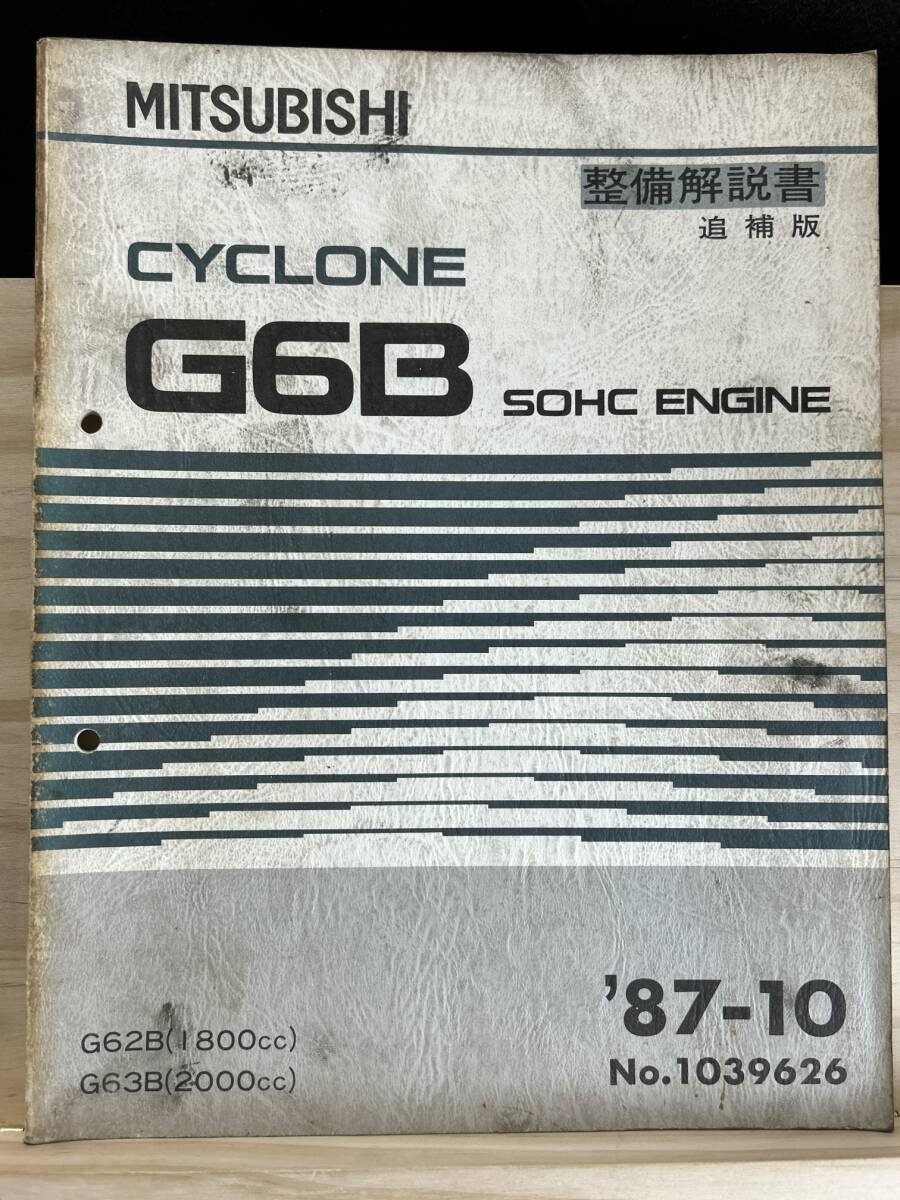 MITSUBISHI
整備解説書
追補版
CYCLONE
G6B SOHC ENGINE
'87-10
No.1039626
G62B(1800cc)
G63B(2000cc)